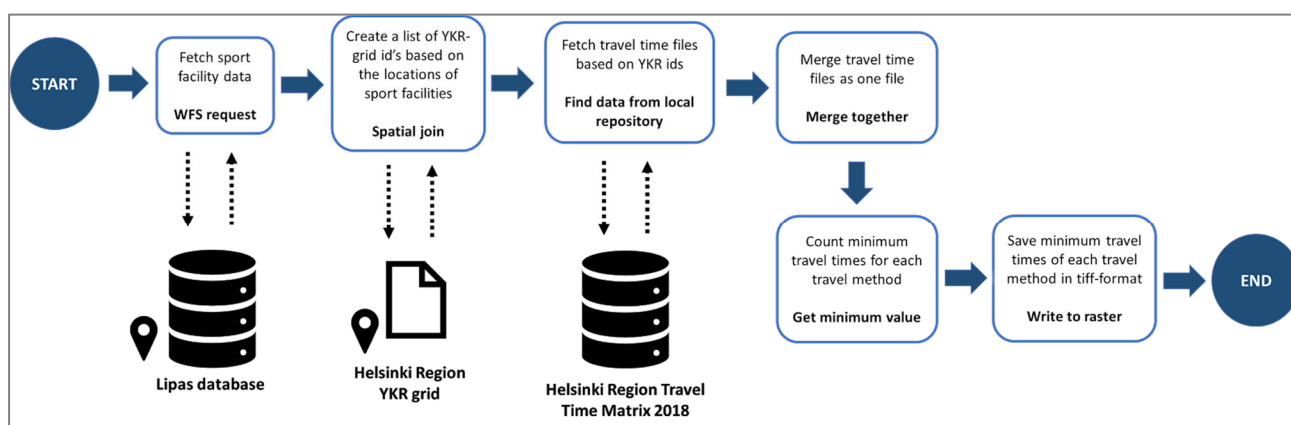 START
Fetch sport
facility data
WFS request
Create a list of YKR-
grid id's based on
the locations of
sport facilities
Spatial join
Fetch travel time files
based on YKR ids
Find data from local
repository
Merge travel time
files as one file
Merge together
Count minimum
travel times for each
travel method
Get minimum value
Save minimum travel
times of each travel
method in tiff-format
Write to raster
END
Lipas database
Helsinki Region
YKR grid
Helsinki Region Travel
Time Matrix 2018